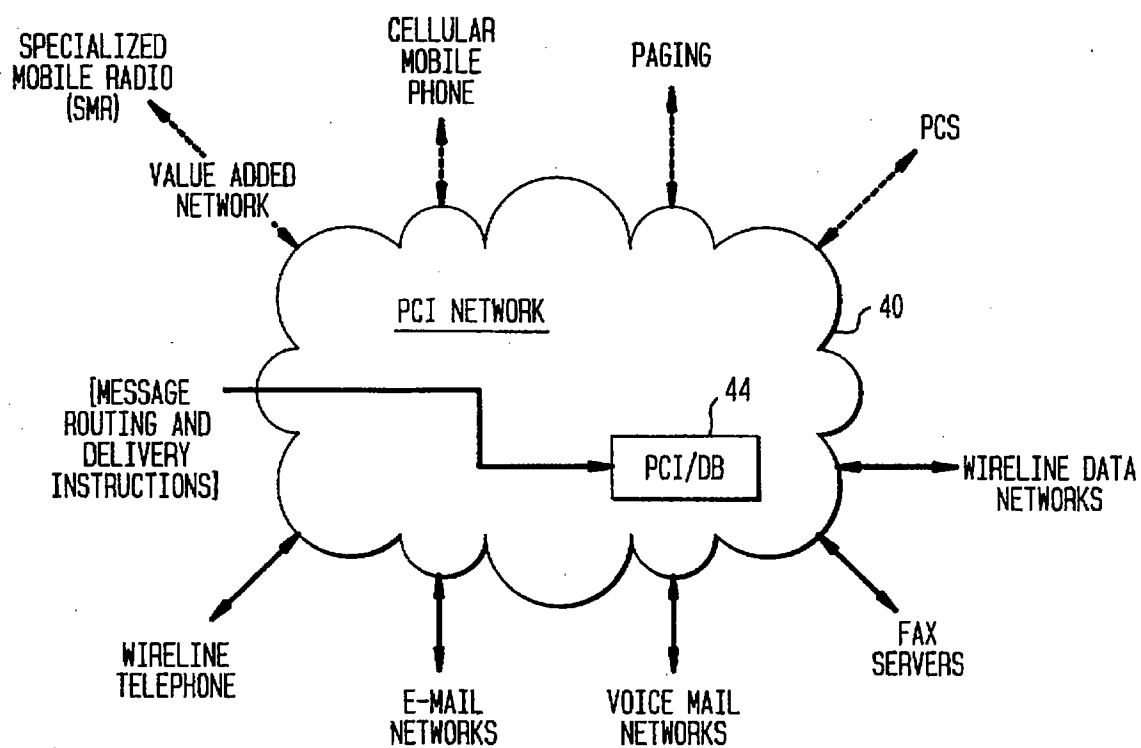 SPECIALIZED
MOBILE RADIO
(SMR)
CELLULAR
MOBILE
PHONE
PAGING
PCS
VALUE ADDED
NETWORK
PCI NETWORK
40
[MESSAGE
ROUTING AND
DELIVERY
INSTRUCTIONS]
44
PCI/DB
WIRELINE DATA
NETWORKS
WIRELINE
TELEPHONE
E-MAIL
NETWORKS
VOICE MAIL
NETWORKS
FAX
SERVERS